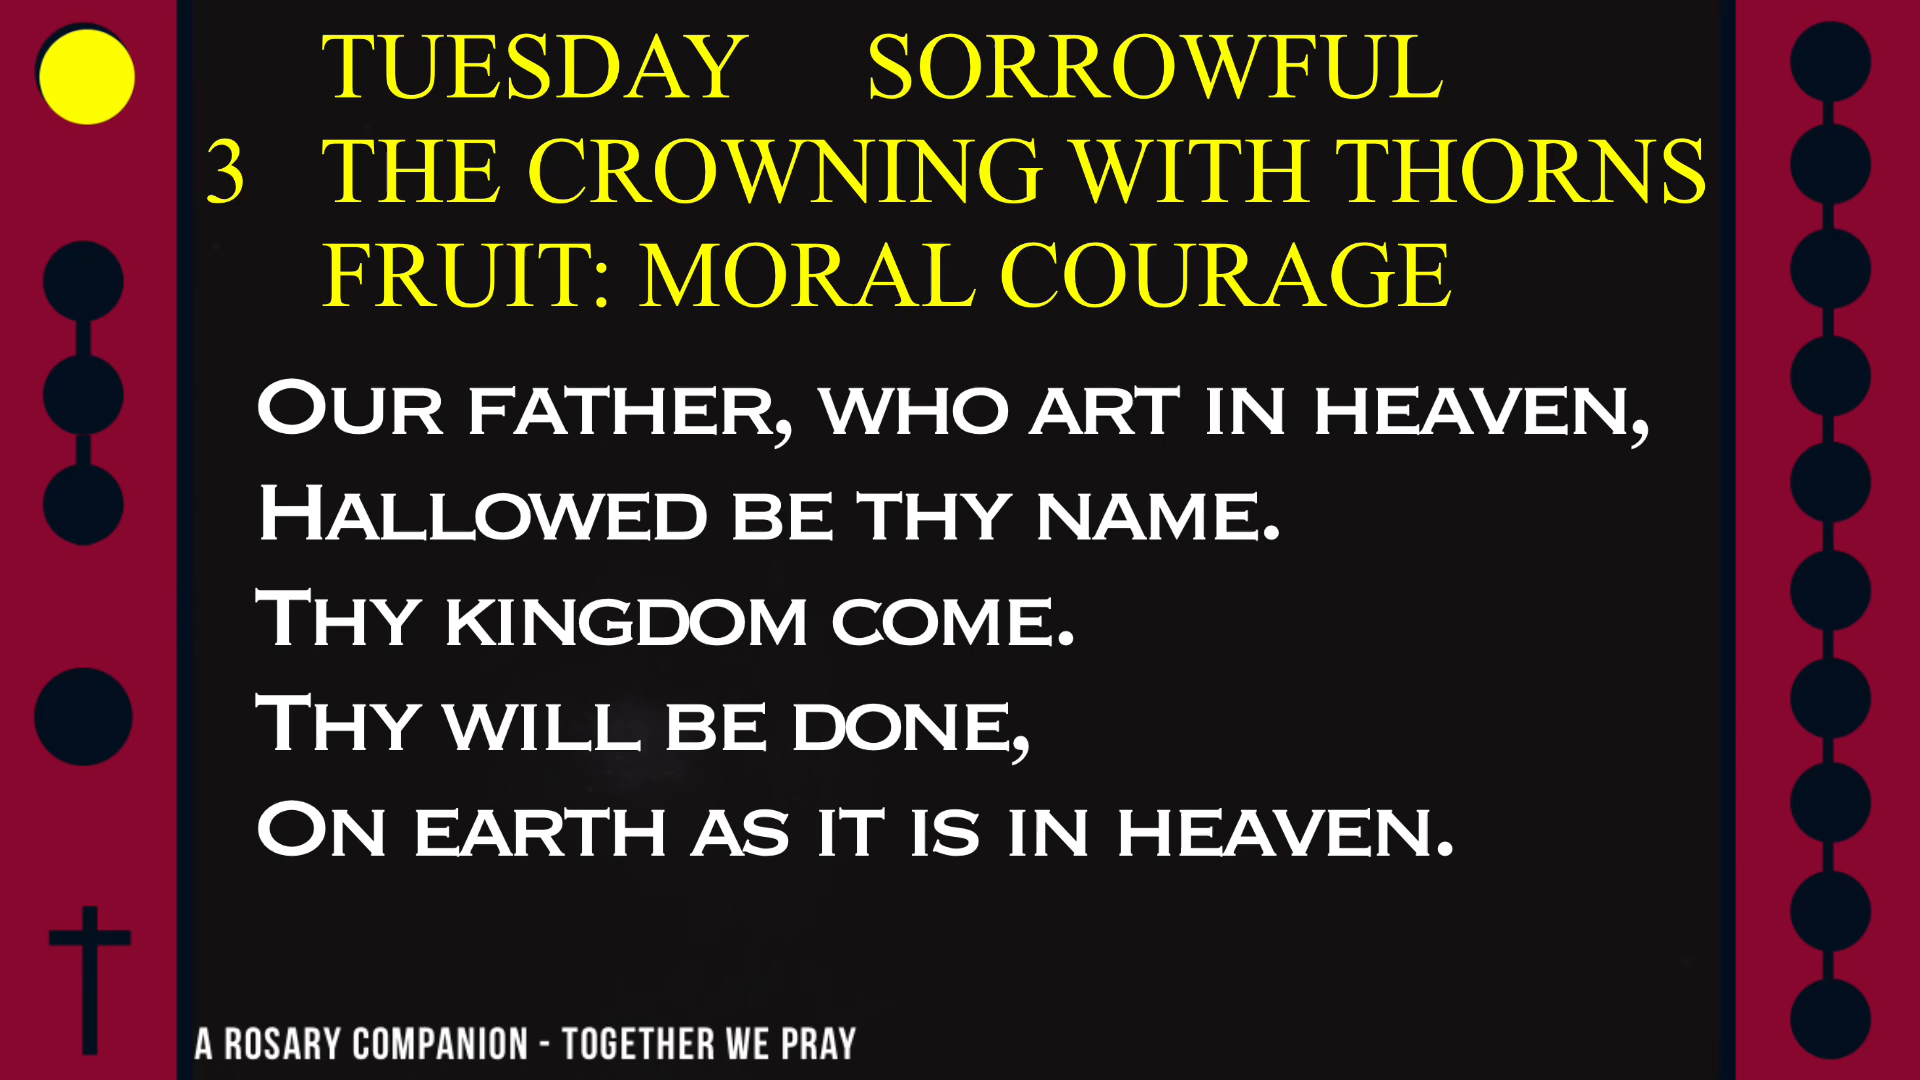 TUESDAY SORROWFUL
3 THE CROWNING WITH THORNS
FRUIT: MORAL COURAGE
OUR FATHER, WHO ART IN HEAVEN,
HALLOWED BE THY NAME.
THY KINGDOM COME.
THY WILL BE DONE,
ON EARTH AS IT IS IN HEAVEN.
A ROSARY COMPANION - TOGETHER WE PRAY